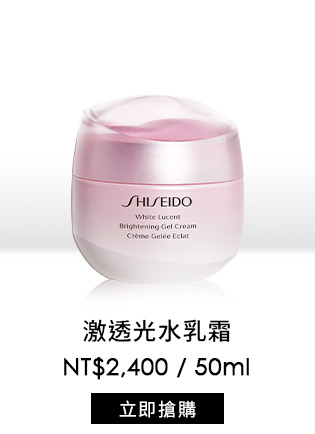 SHISEIDO
White Lucent
Brightening Gel Cream
Crème Gelée Eclat
激透光水乳霜
NT$2,400 / 50ml
立即搶購